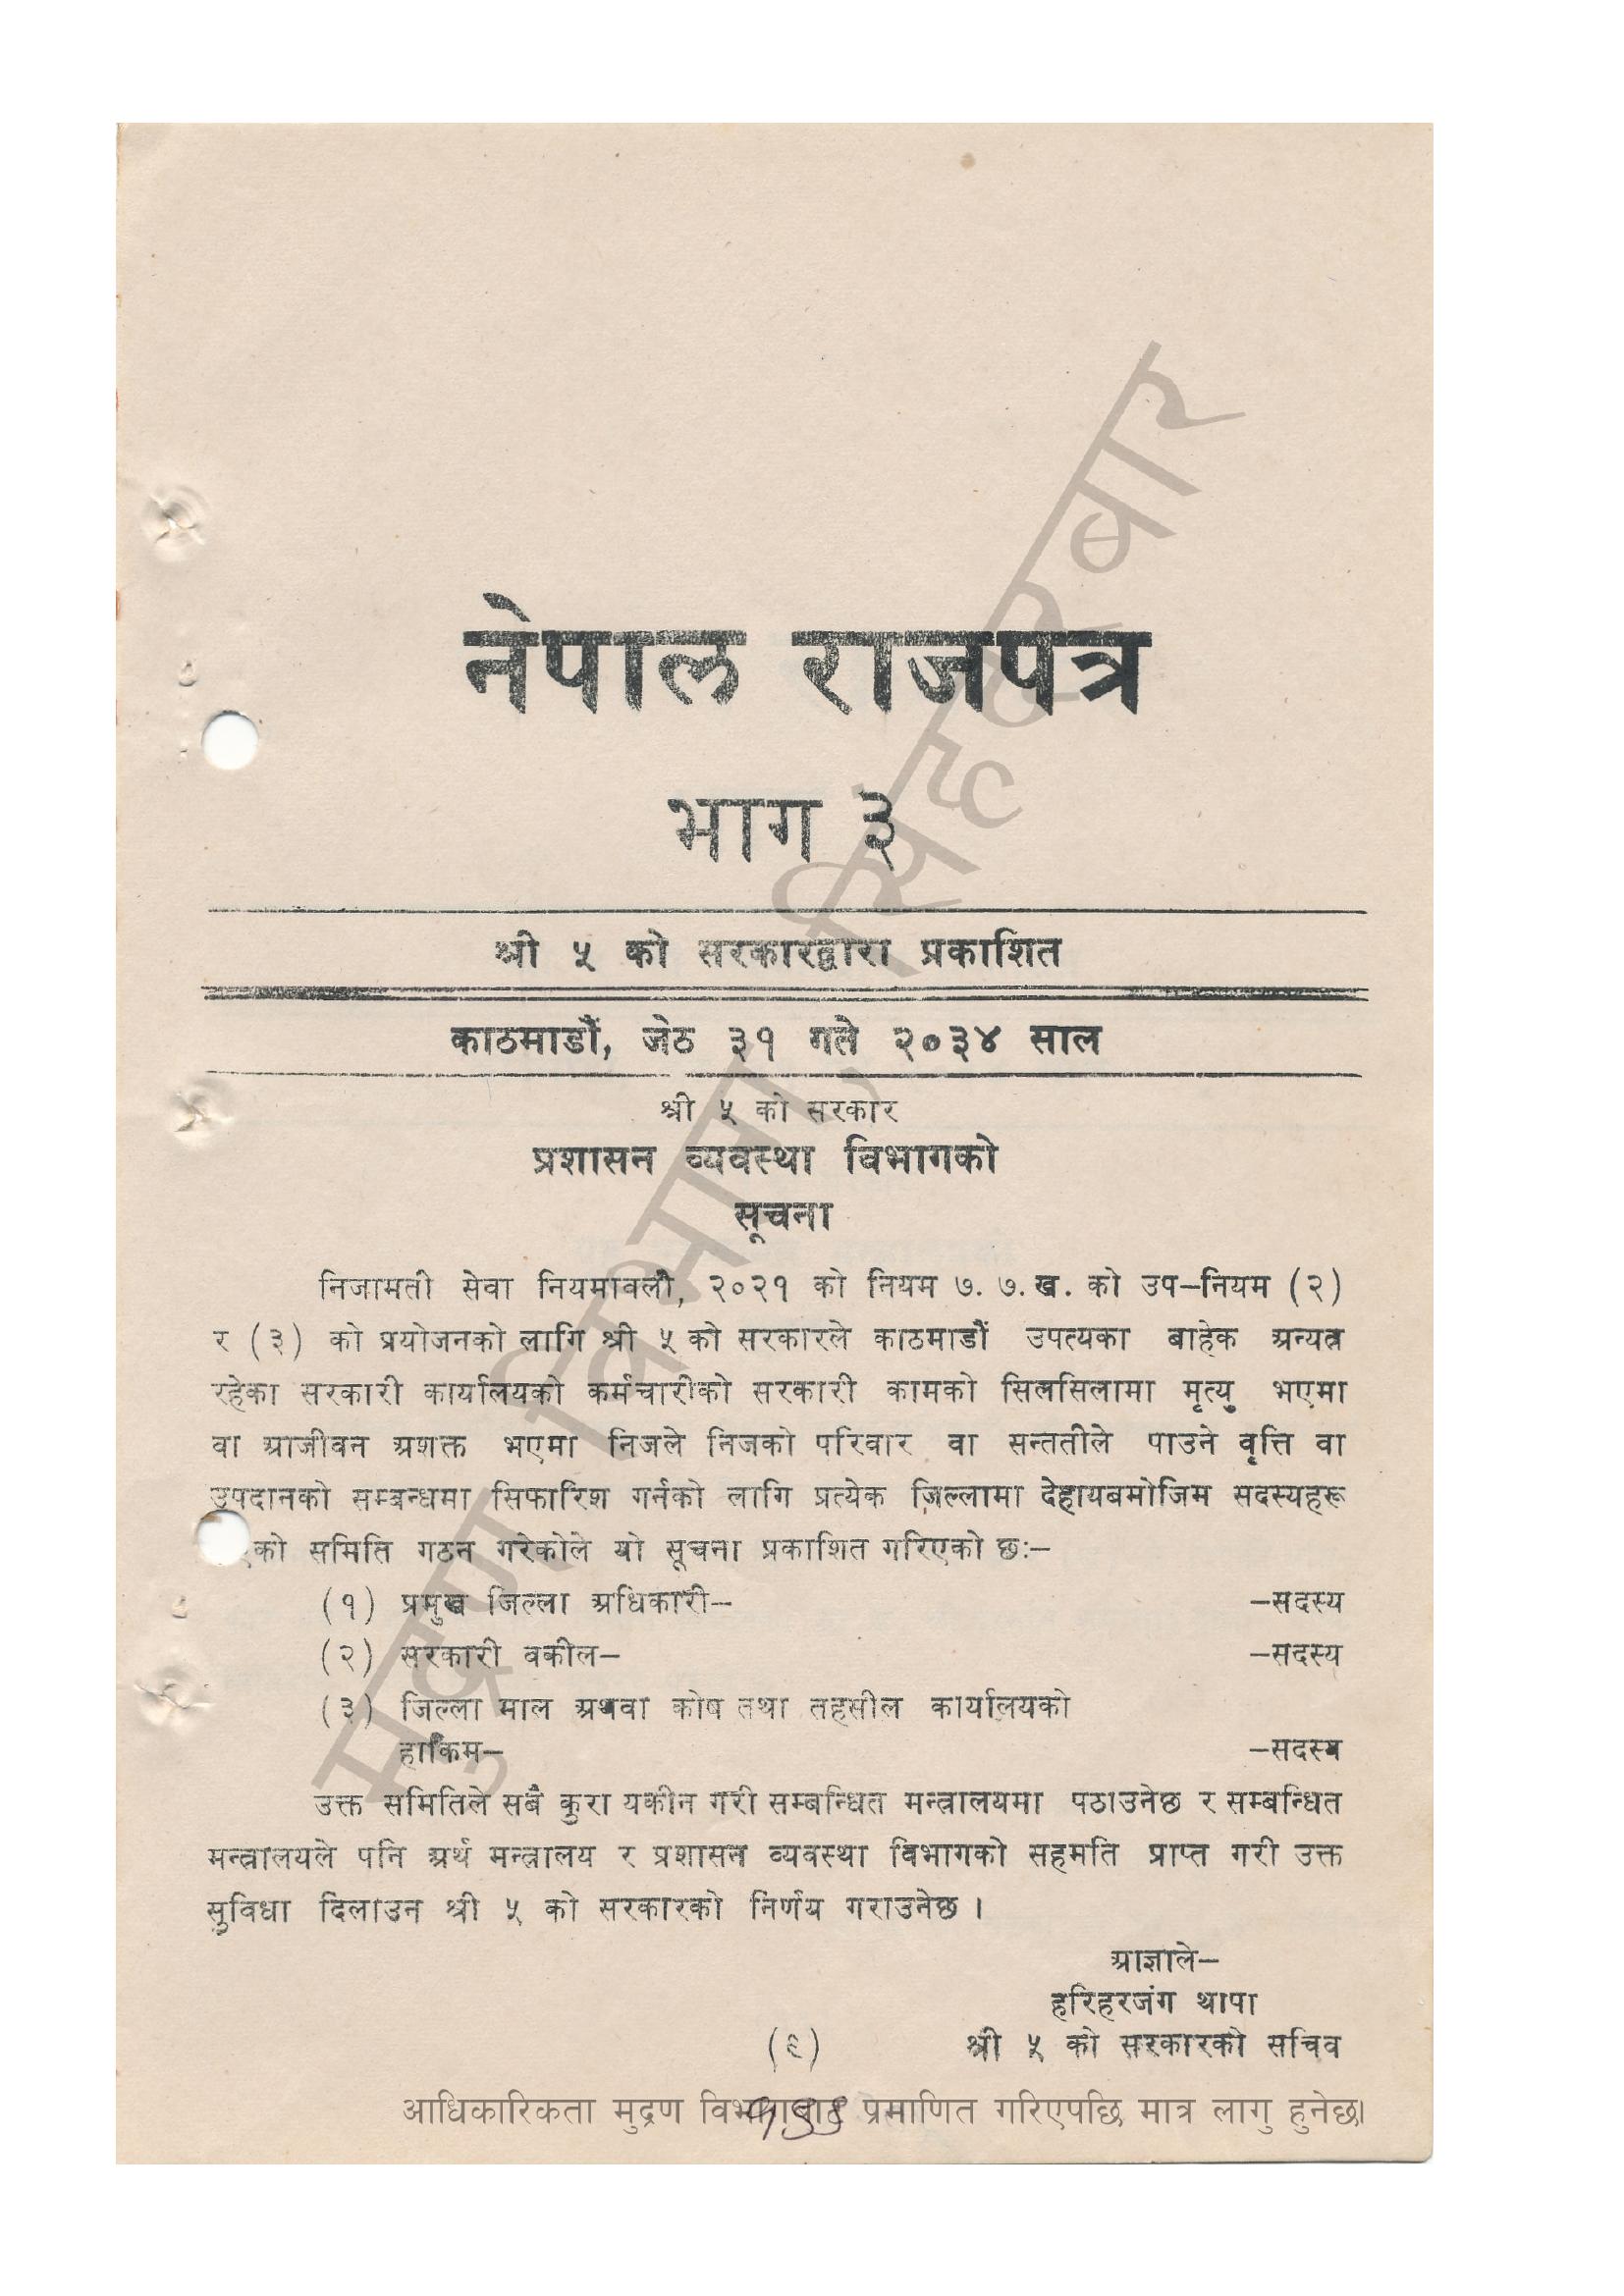 नेपाल राजपत्र
भाग ३
श्री ५ को सरकारद्वारा प्रकाशित
काठमाडौं, जेठ ३१ गते २०३४ साल
श्री ५ को सरकार
प्रशासन व्यवस्था विभागको
सूचना
निजामती सेवा नियमावली, २०२१ को नियम ७. ७. ख. को उप–नियम (२)
र (३) को प्रयोजनको लागि श्री ५ को सरकारले काठमाडौं उपत्यका बाहेक अन्यत्र
रहेका सरकारी कार्यालयको कर्मचारीको सरकारी कामको सिलसिलामा मृत्यु भएमा
वा आजीवन अशक्त भएमा निजले निजको परिवार वा सन्ततीले पाउने वृत्ति वा
उपदानको सम्बन्धमा सिफारिश गर्नको लागि प्रत्येक जिल्लामा देहायबमोजिम सदस्यहरू
एको समिति गठन गरेकोले यो सूचना प्रकाशित गरिएको छः–
(१) प्रमुख जिल्ला अधिकारी– –सदस्य
(२) सरकारी वकील– –सदस्य
(३) जिल्ला माल अथवा कोष तथा तहसील कार्यालयको
हाकिम– –सदस्य
उक्त समितिले सबै कुरा यकीन गरी सम्बन्धित मन्त्रालयमा पठाउनेछ र सम्बन्धित
मन्त्रालयले पनि अर्थ मन्त्रालय र प्रशासन व्यवस्था विभागको सहमति प्राप्त गरी उक्त
सुविधा दिलाउन श्री ५ को सरकारको निर्णय गराउनेछ ।
आज्ञाले–
हरिहरजंग थापा
श्री ५ को सरकारको सचिव
(१)
आधिकारिकता मुद्रण विभागबाट प्रमाणित गरिएपछि मात्र लागु हुनेछ।
मुद्रण विभाग, सिंहदरबार